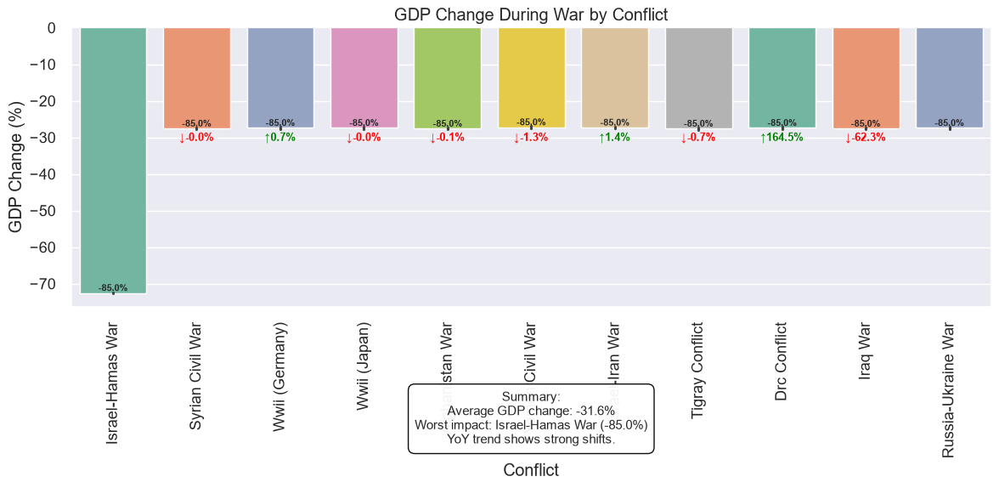 GDP Change During War by Conflict
GDP Change (%)
0
−10
−20
−30
−40
−50
−60
−70
-85.0%
-85.0%
-85.0%
-85.0%
-85.0%
-85.0%
-85.0%
-85.0%
-85.0%
-85.0%
-85.0%
↓-0.0%
↑0.7%
↓-0.0%
↓-0.1%
↓-1.3%
↑1.4%
↓-0.7%
↑164.5%
↓-62.3%
Israel-Hamas War
Syrian Civil War
Wwii (Germany)
Wwii (Japan)
War
Civil War
War
Tigray Conflict
Drc Conflict
Iraq War
Russia-Ukraine War
Summary:
Average GDP change: -31.6%
Worst impact: Israel-Hamas War (-85.0%)
YoY trend shows strong shifts.
Conflict